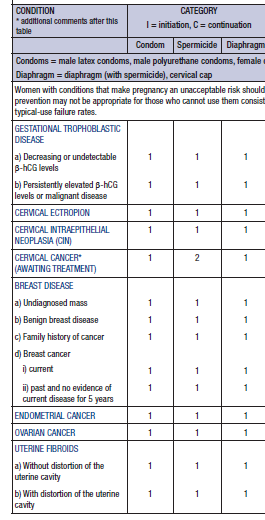 CONDITION CATEGORY
* additional comments after this I = initiation, C = continuation
table
Condom Spermicide Diaphragm
Condoms = male latex condoms, male polyurethane condoms, female
Diaphragm = diaphragm (with spermicide), cervical cap
Women with conditions that make pregnancy an unacceptable risk should
prevention may not be appropriate for those who cannot use them
typical-use failure rates.
GESTATIONAL TROPHOBLASTIC
DISEASE
a) Decreasing or undetectable 1 1 1
β-hCG levels
b) Persistently elevated β-hCG 1 1 1
levels or malignant disease
CERVICAL ECTROPION 1 1 1
CERVICAL INTRAEPITHELIAL 1 1 1
NEOPLASIA (CIN)
CERVICAL CANCER* 1 2 1
(AWAITING TREATMENT)
BREAST DISEASE
a) Undiagnosed mass 1 1 1
b) Benign breast disease 1 1 1
c) Family history of cancer 1 1 1
d) Breast cancer
i) current 1 1 1
ii) past and no evidence of 1 1 1
current disease for 5 years
ENDOMETRIAL CANCER 1 1 1
OVARIAN CANCER 1 1 1
UTERINE FIBROIDS
a) Without distortion of the 1 1 1
uterine cavity
b) With distortion of the uterine 1 1 1
cavity